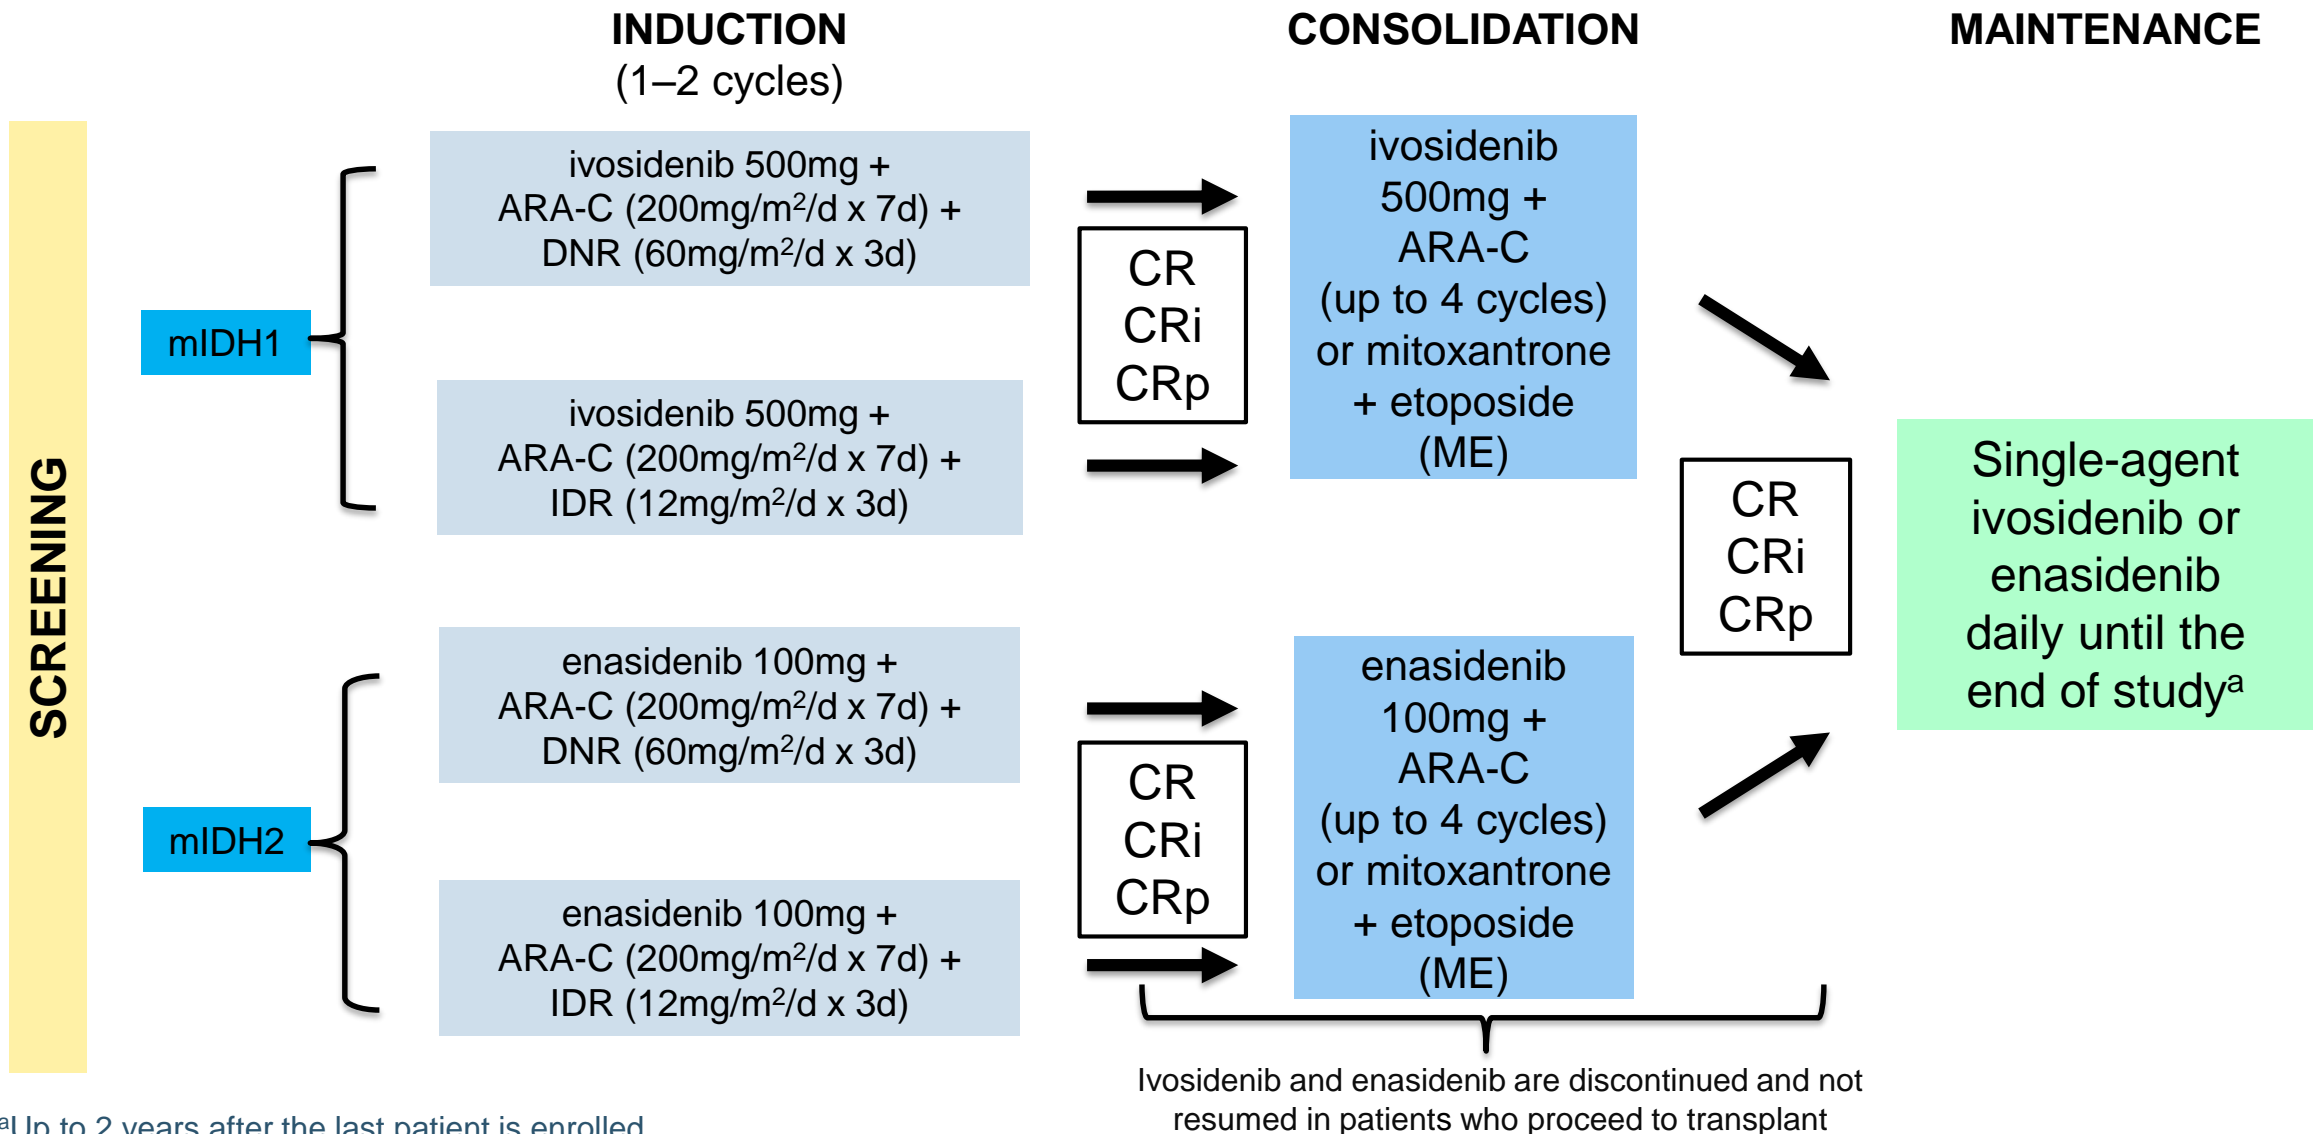 INDUCTION
(1–2 cycles)
CONSOLIDATION
MAINTENANCE
SCREENING
mIDH1
ivosidenib 500mg +
ARA-C (200mg/m²/d x 7d) +
DNR (60mg/m²/d x 3d)
ivosidenib 500mg +
ARA-C (200mg/m²/d x 7d) +
IDR (12mg/m²/d x 3d)
CR
CRi
CRp
ivosidenib
500mg +
ARA-C
(up to 4 cycles)
or mitoxantrone
+ etoposide
(ME)
mIDH2
enasidenib 100mg +
ARA-C (200mg/m²/d x 7d) +
DNR (60mg/m²/d x 3d)
enasidenib 100mg +
ARA-C (200mg/m²/d x 7d) +
IDR (12mg/m²/d x 3d)
CR
CRi
CRp
enasidenib
100mg +
ARA-C
(up to 4 cycles)
or mitoxantrone
+ etoposide
(ME)
CR
CRi
CRp
Single-agent
ivosidenib or
enasidenib
daily until the
end of studyᵃ
Ivosidenib and enasidenib are discontinued and not
resumed in patients who proceed to transplant
ᵃUp to 2 years after the last patient is enrolled